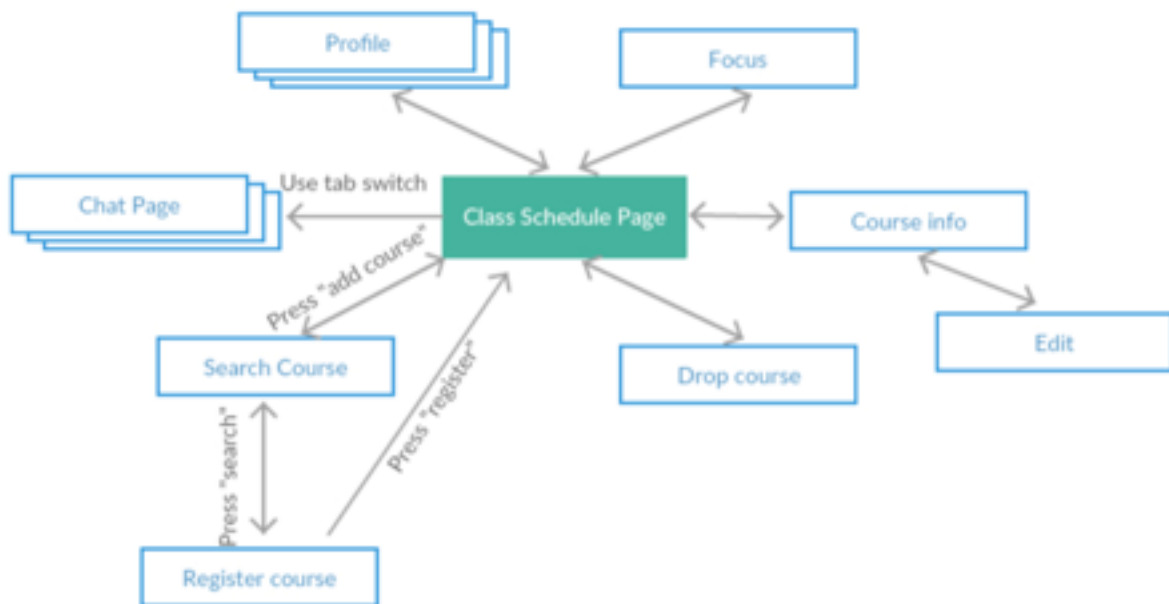 Profile
Focus
Use tab switch
Chat Page
Class Schedule Page
Course info
Press "add course"
Edit
Search Course
Drop course
Press "register"
Press "search"
Register course